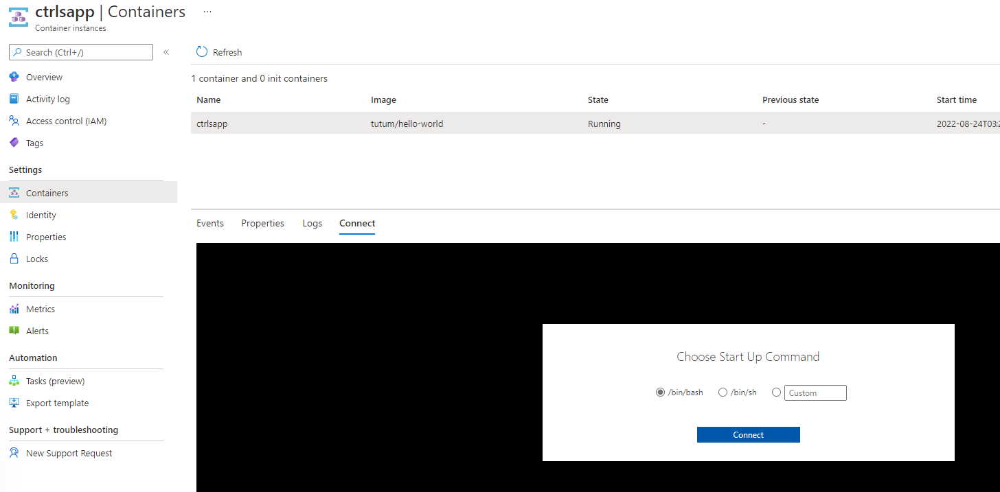 ctrlsapp | Containers ...
Container instances
Search (Ctrl+/) «
Overview
Activity log
Access control (IAM)
Tags
Settings
Containers
Identity
Properties
Locks
Monitoring
Metrics
Alerts
Automation
Tasks (preview)
Export template
Support + troubleshooting
New Support Request
Refresh
1 container and 0 init containers
Name Image State Previous state Start time
ctrlsapp tutum/hello-world Running - 2022-08-24T03:2
Events Properties Logs Connect
Choose Start Up Command
/bin/bash /bin/sh Custom
Connect